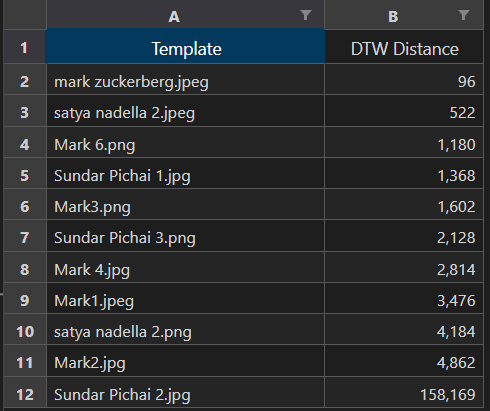 A B
1 Template DTW Distance
2 mark zuckerberg.jpeg 96
3 satya nadella 2.jpeg 522
4 Mark 6.png 1,180
5 Sundar Pichai 1.jpg 1,368
6 Mark3.png 1,602
7 Sundar Pichai 3.png 2,128
8 Mark 4.jpg 2,814
9 Mark1.jpeg 3,476
10 satya nadella 2.png 4,184
11 Mark2.jpg 4,862
12 Sundar Pichai 2.jpg 158,169